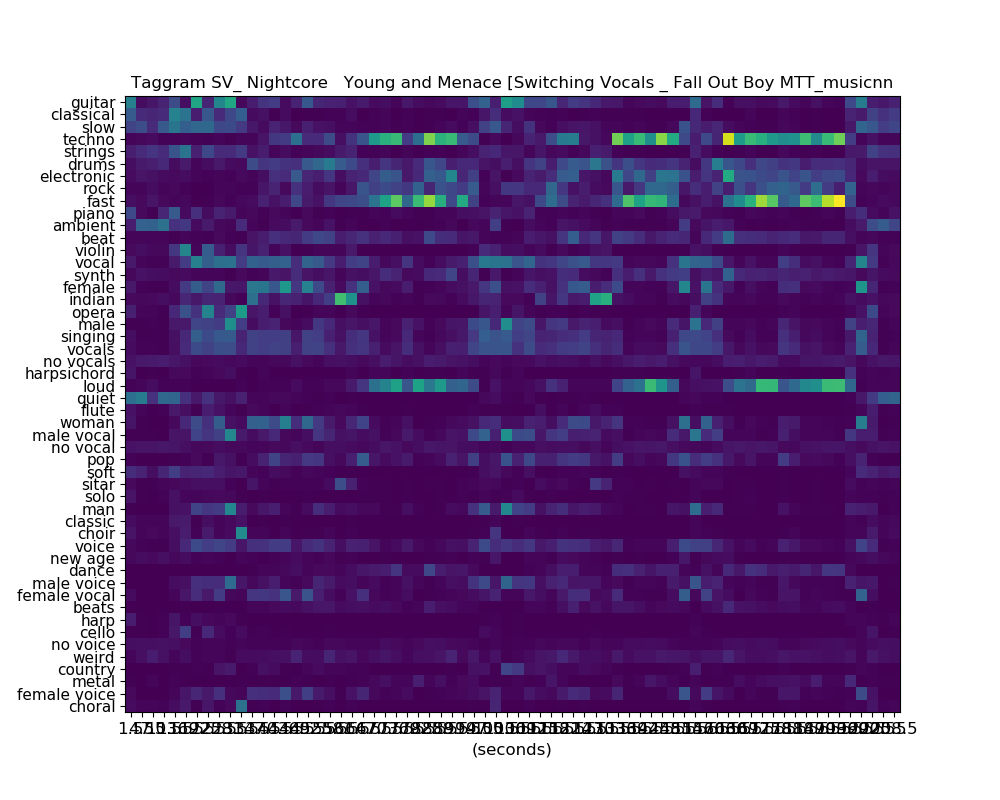 Taggram SV_ Nightcore   Young and Menace [Switching Vocals _ Fall Out Boy MTT_musicnn
guitar
classical
slow
techno
strings
drums
electronic
rock
fast
piano
ambient
beat
violin
vocal
synth
female
indian
opera
male
singing
vocals
no vocals
harpsichord
loud
quiet
flute
woman
male vocal
no vocal
pop
soft
sitar
solo
man
classic
choir
voice
new age
dance
male voice
female vocal
beats
harp
cello
no voice
weird
country
metal
female voice
choral
(seconds)